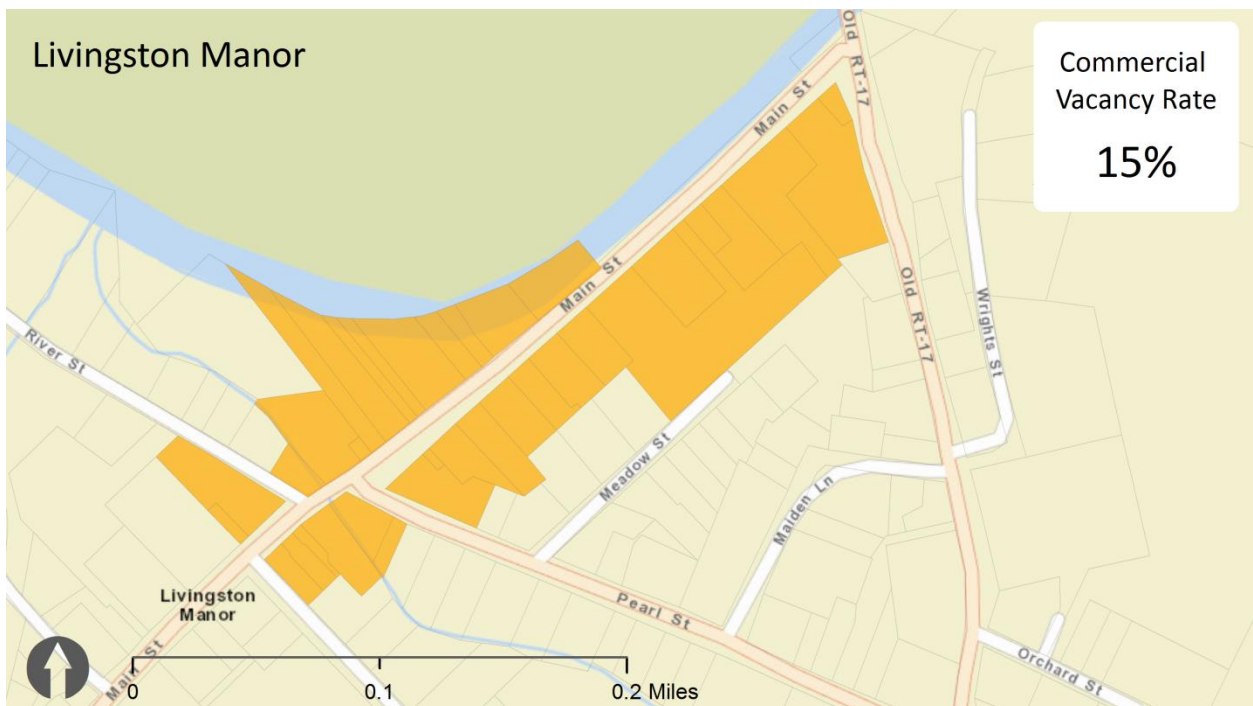 Livingston Manor
Commercial
Vacancy Rate
15%
Old RT-17
Main St
Main St
Old RT-17
Wrights St
River St
Meadow St
Maiden Ln
Livingston
Manor
Pearl St
Main St
Orchard St
0
0.1
0.2 Miles